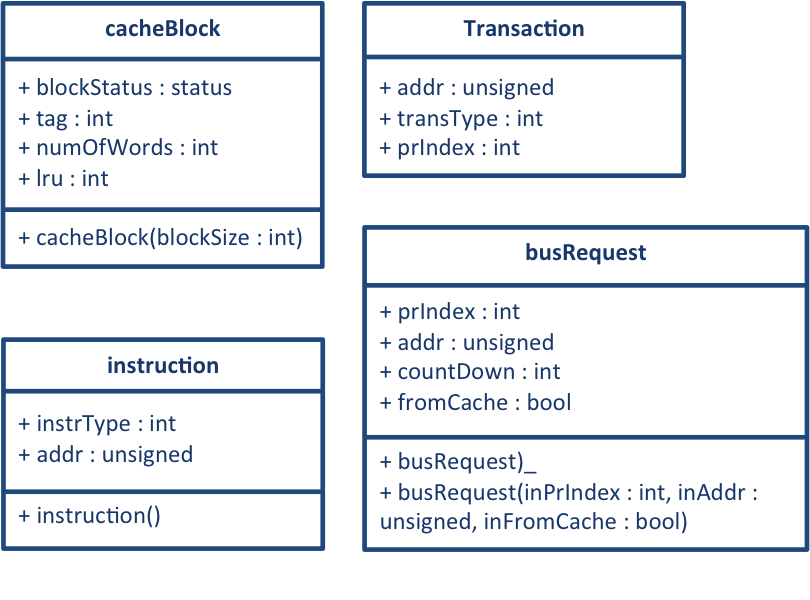 cacheBlock
+ blockStatus : status
+ tag : int
+ numOfWords : int
+ lru : int
+ cacheBlock(blockSize : int)
Transaction
+ addr : unsigned
+ transType : int
+ prIndex : int
instruction
+ instrType : int
+ addr : unsigned
+ instruction()
busRequest
+ prIndex : int
+ addr : unsigned
+ countDown : int
+ fromCache : bool
+ busRequest)_
+ busRequest(inPrIndex : int, inAddr :
unsigned, inFromCache : bool)